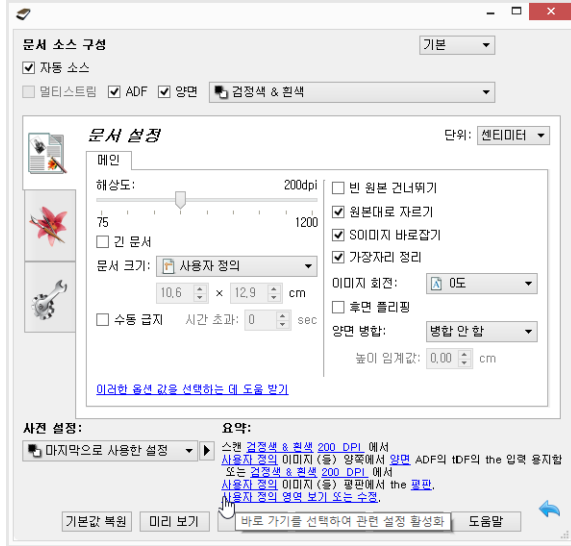 문서 소스 구성
기본
자동 소스
멀티스트림 ADF 양면 검정색 & 흰색
문서 설정
단위: 센티미터
메인
해상도: 200dpi
75 1200
긴 문서
문서 크기: 사용자 정의
10,6 × 12,9 cm
수동 급지 시간 초과: 0 sec
이러한 옵션 값을 선택하는 데 도움 받기
빈 원본 건너뛰기
원본대로 자르기
S이미지 바로잡기
가장자리 정리
이미지 회전: 0도
후면 플리핑
양면 병합: 병합 안 함
높이 임계값: 0,00 cm
사전 설정:
마지막으로 사용한 설정
요약:
스캔 검정색 & 흰색 200 DPI 에서
사용자 정의 이미지 (들) 양쪽에서 양면 ADF의 the 입력 용지함
또는 검정색 & 흰색 200 DPI 에서
사용자 정의 이미지 (들) 평판에서 the 평판.
사용자 정의 영역 보기 또는 수정.
기본값 복원 미리 보기 도움말
바로 가기를 선택하여 관련 설정 활성화